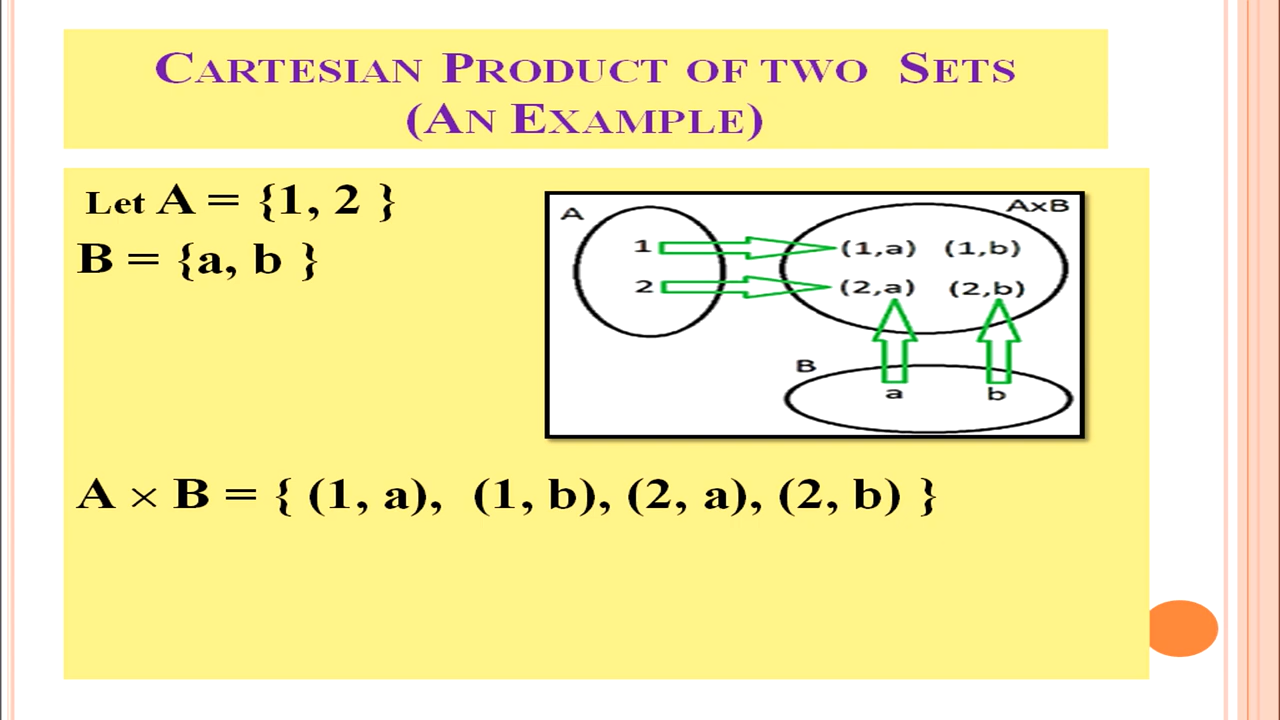 CARTESIAN PRODUCT OF TWO SETS
(AN EXAMPLE)
Let A = {1, 2 }
B = {a, b }
A AxB
1 (1,a) (1,b)
2 (2,a) (2,b)
B
a b
A × B = { (1, a), (1, b), (2, a), (2, b) }